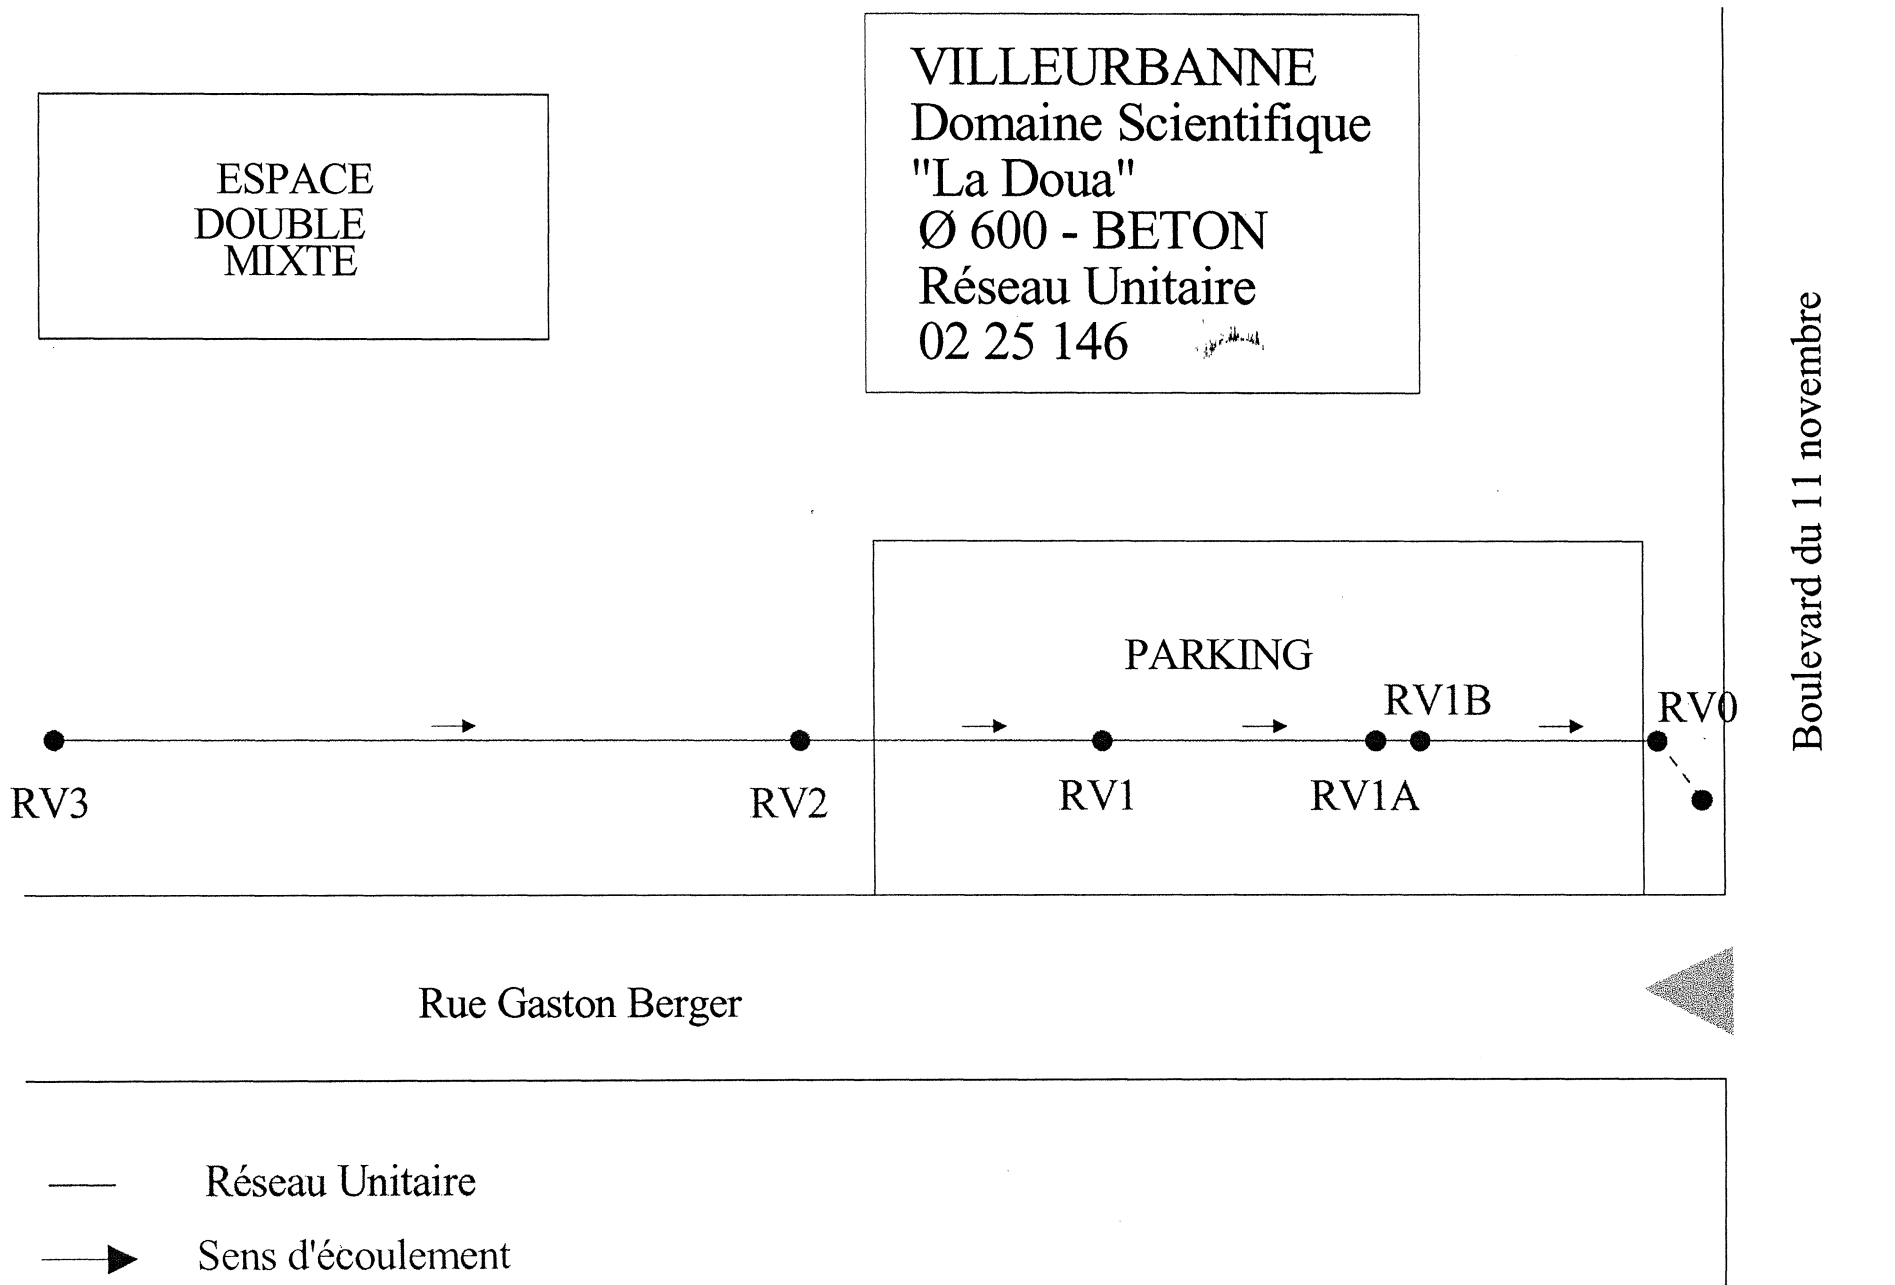 VILLEURBANNE
Domaine Scientifique
"La Doua"
Ø 600 - BETON
Réseau Unitaire
02 25 146
ESPACE
DOUBLE
MIXTE
Boulevard du 11 novembre
PARKING
RV1B
RV0
RV3
RV2
RV1
RV1A
Rue Gaston Berger
Réseau Unitaire
Sens d'écoulement